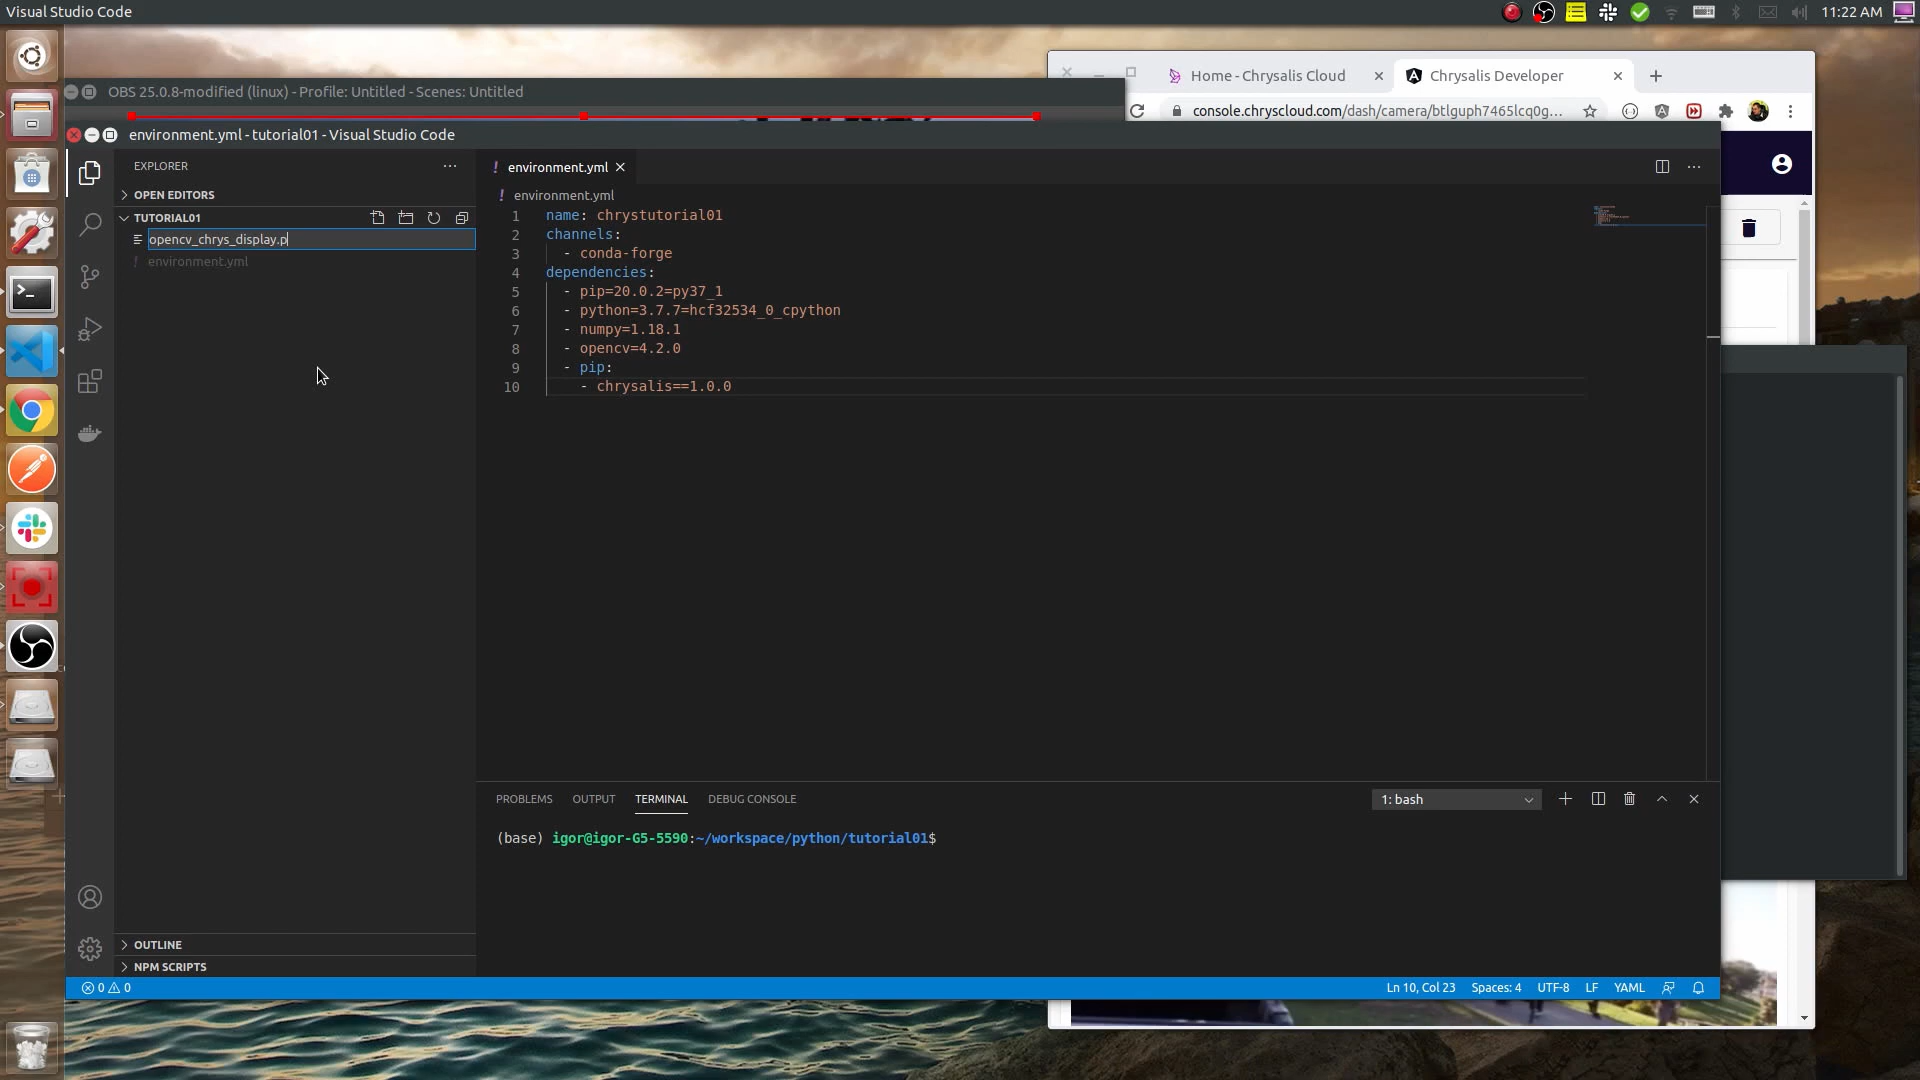 Visual Studio Code
11:22 AM
OBS 25.0.8-modified (linux) - Profile: Untitled - Scenes: Untitled
Home - Chrysalis Cloud
Chrysalis Developer
console.chryscloud.com/dash/camera/btlguph7465lcq0g...
environment.yml - tutorial01 - Visual Studio Code
EXPLORER
OPEN EDITORS
TUTORIAL01
opencv_chrys_display.p
! environment.yml
! environment.yml
! environment.yml
1 name: chrystutorial01
2 channels:
3 - conda-forge
4 dependencies:
5 - pip=20.0.2=py37_1
6 - python=3.7.7=hcf32534_0_cpython
7 - numpy=1.18.1
8 - opencv=4.2.0
9 - pip:
10 - chrysalis==1.0.0
PROBLEMS OUTPUT TERMINAL DEBUG CONSOLE
1: bash
(base) igor@igor-G5-5590:~/workspace/python/tutorial01$
OUTLINE
NPM SCRIPTS
0 0
Ln 10, Col 23 Spaces: 4 UTF-8 LF YAML